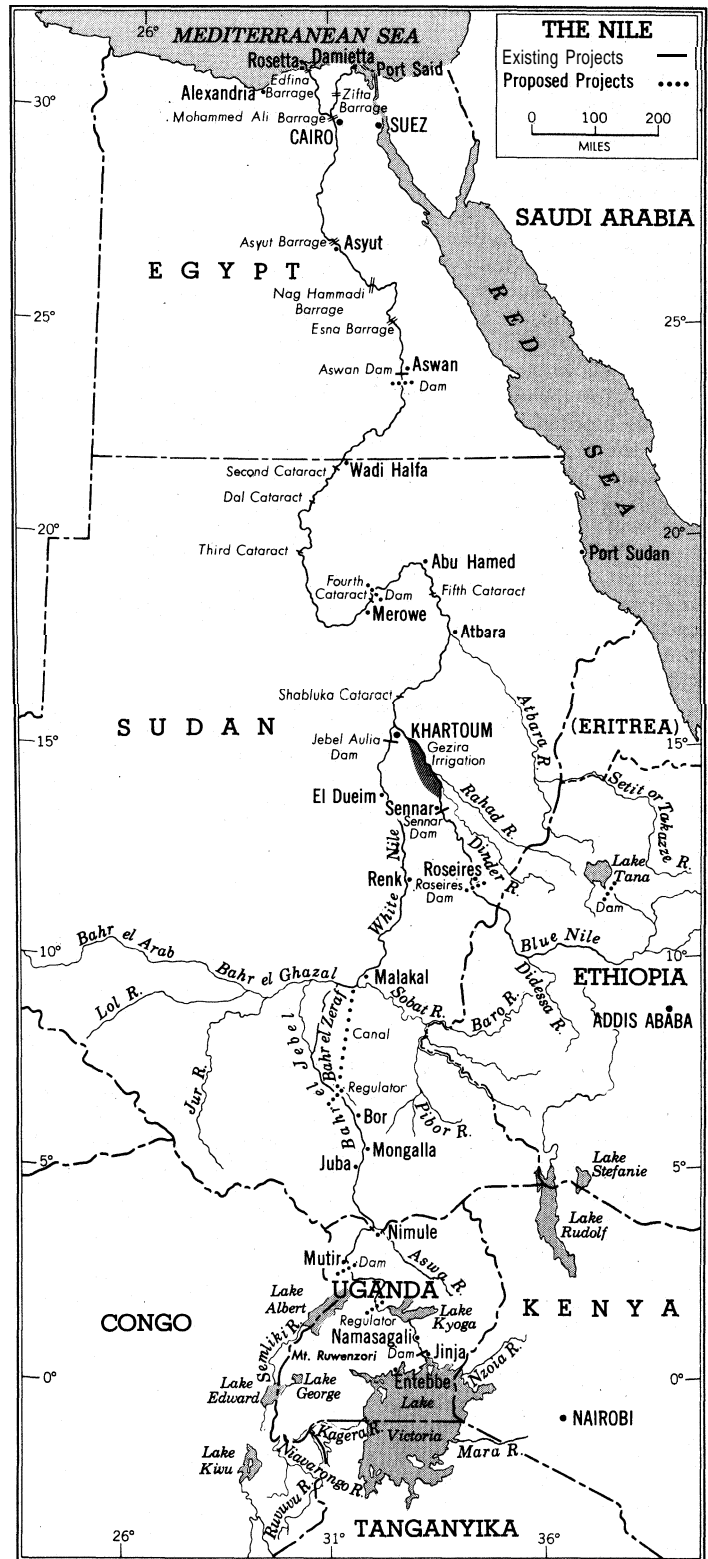 26°
31°
36°
MEDITERRANEAN SEA
THE NILE
Existing Projects
Proposed Projects
0 100 200
MILES
Rosetta
Damietta
Port Said
Edfina
Barrage
Alexandria
Zifta
Barrage
30°
Mohammed Ali Barrage
CAIRO
SUEZ
SAUDI ARABIA
Asyut Barrage
Asyut
EGYPT
Nag Hammadi
Barrage
RED SEA
25°
25°
Esna Barrage
Aswan Dam
Aswan
Dam
Second Cataract
Wadi Halfa
Dal Cataract
20°
20°
Third Cataract
Port Sudan
Abu Hamed
Fourth
Cataract
Dam
Fifth Cataract
Merowe
Atbara
Shabluka Cataract
Atbara R.
SUDAN
(ERITREA)
KHARTOUM
15°
15°
Jebel Aulia
Dam
Gezira
Irrigation
Setit or Takazze R.
El Dueim
Rahad R.
Sennar
Sennar
Dam
Dinder R.
Lake
Tana
Roseires
Renk
Roseires
Dam
Dam
White Nile
Blue Nile
Bahr el Arab
10°
10°
Bahr el Ghazal
Malakal
ETHIOPIA
Lol R.
Sobat R.
Baro R.
Didessa R.
ADDIS ABABA
Bahr el Zeraf
Canal
Bahr el Jebel
Jur R.
Regulator
Bor
Pibor R.
Mongalla
5°
5°
Juba
Lake
Stefanie
Lake
Rudolf
Nimule
Mutir
Dam
Aswa R.
Lake
Albert
UGANDA
CONGO
KENYA
Regulator
Lake
Kyoga
Semliki R.
Namasagali
Mt. Ruwenzori
Dam
Jinja
Nzoia R.
0°
0°
Lake
Edward
Lake
George
Entebbe
Lake
Victoria
NAIROBI
Kagera R.
Mara R.
Lake
Kivu
Niavarongo R.
Ruvuvu R.
TANGANYIKA
26°
31°
36°